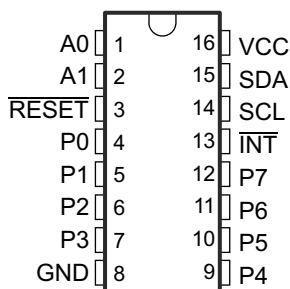 A0 1 16 VCC
A1 2 15 SDA
RESET 3 14 SCL
P0 4 13 INT
P1 5 12 P7
P2 6 11 P6
P3 7 10 P5
GND 8 9 P4